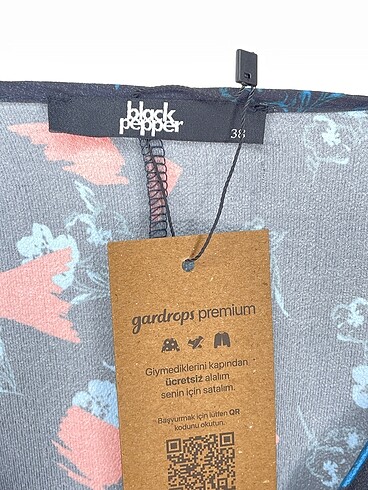 black
pepper
38
gardrops premium
Giymediklerini kapından
ücretsiz alalım
senin için satalım.
Başvurmak için lütfen QR
kodunu okutun.